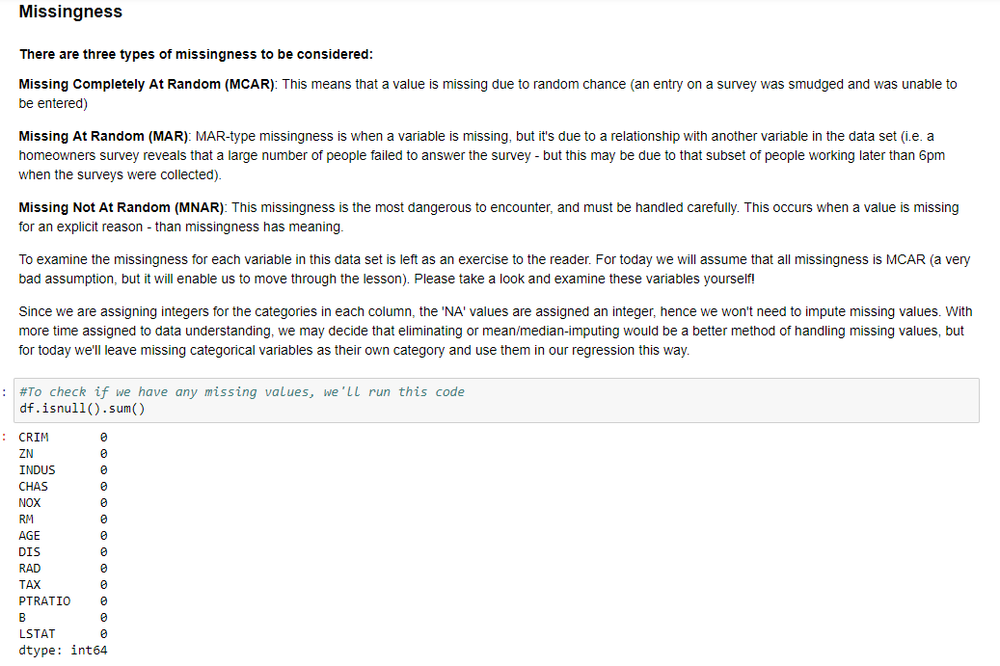 Missingness
There are three types of missingness to be considered:
Missing Completely At Random (MCAR): This means that a value is missing due to random chance (an entry on a survey was smudged and was unable to
be entered)
Missing At Random (MAR): MAR-type missingness is when a variable is missing, but it's due to a relationship with another variable in the data set (i.e. a
homeowners survey reveals that a large number of people failed to answer the survey - but this may be due to that subset of people working later than 6pm
when the surveys were collected).
Missing Not At Random (MNAR): This missingness is the most dangerous to encounter, and must be handled carefully. This occurs when a value is missing
for an explicit reason - than missingness has meaning.
To examine the missingness for each variable in this data set is left as an exercise to the reader. For today we will assume that all missingness is MCAR (a very
bad assumption, but it will enable us to move through the lesson). Please take a look and examine these variables yourself!
Since we are assigning integers for the categories in each column, the 'NA' values are assigned an integer, hence we won't need to impute missing values. With
more time assigned to data understanding, we may decide that eliminating or mean/median-imputing would be a better method of handling missing values, but
for today we'll leave missing categorical variables as their own category and use them in our regression this way.
: #To check if we have any missing values, we'll run this code
df.isnull().sum()
: CRIM 0
ZN 0
INDUS 0
CHAS 0
NOX 0
RM 0
AGE 0
DIS 0
RAD 0
TAX 0
PTRATIO 0
B 0
LSTAT 0
dtype: int64